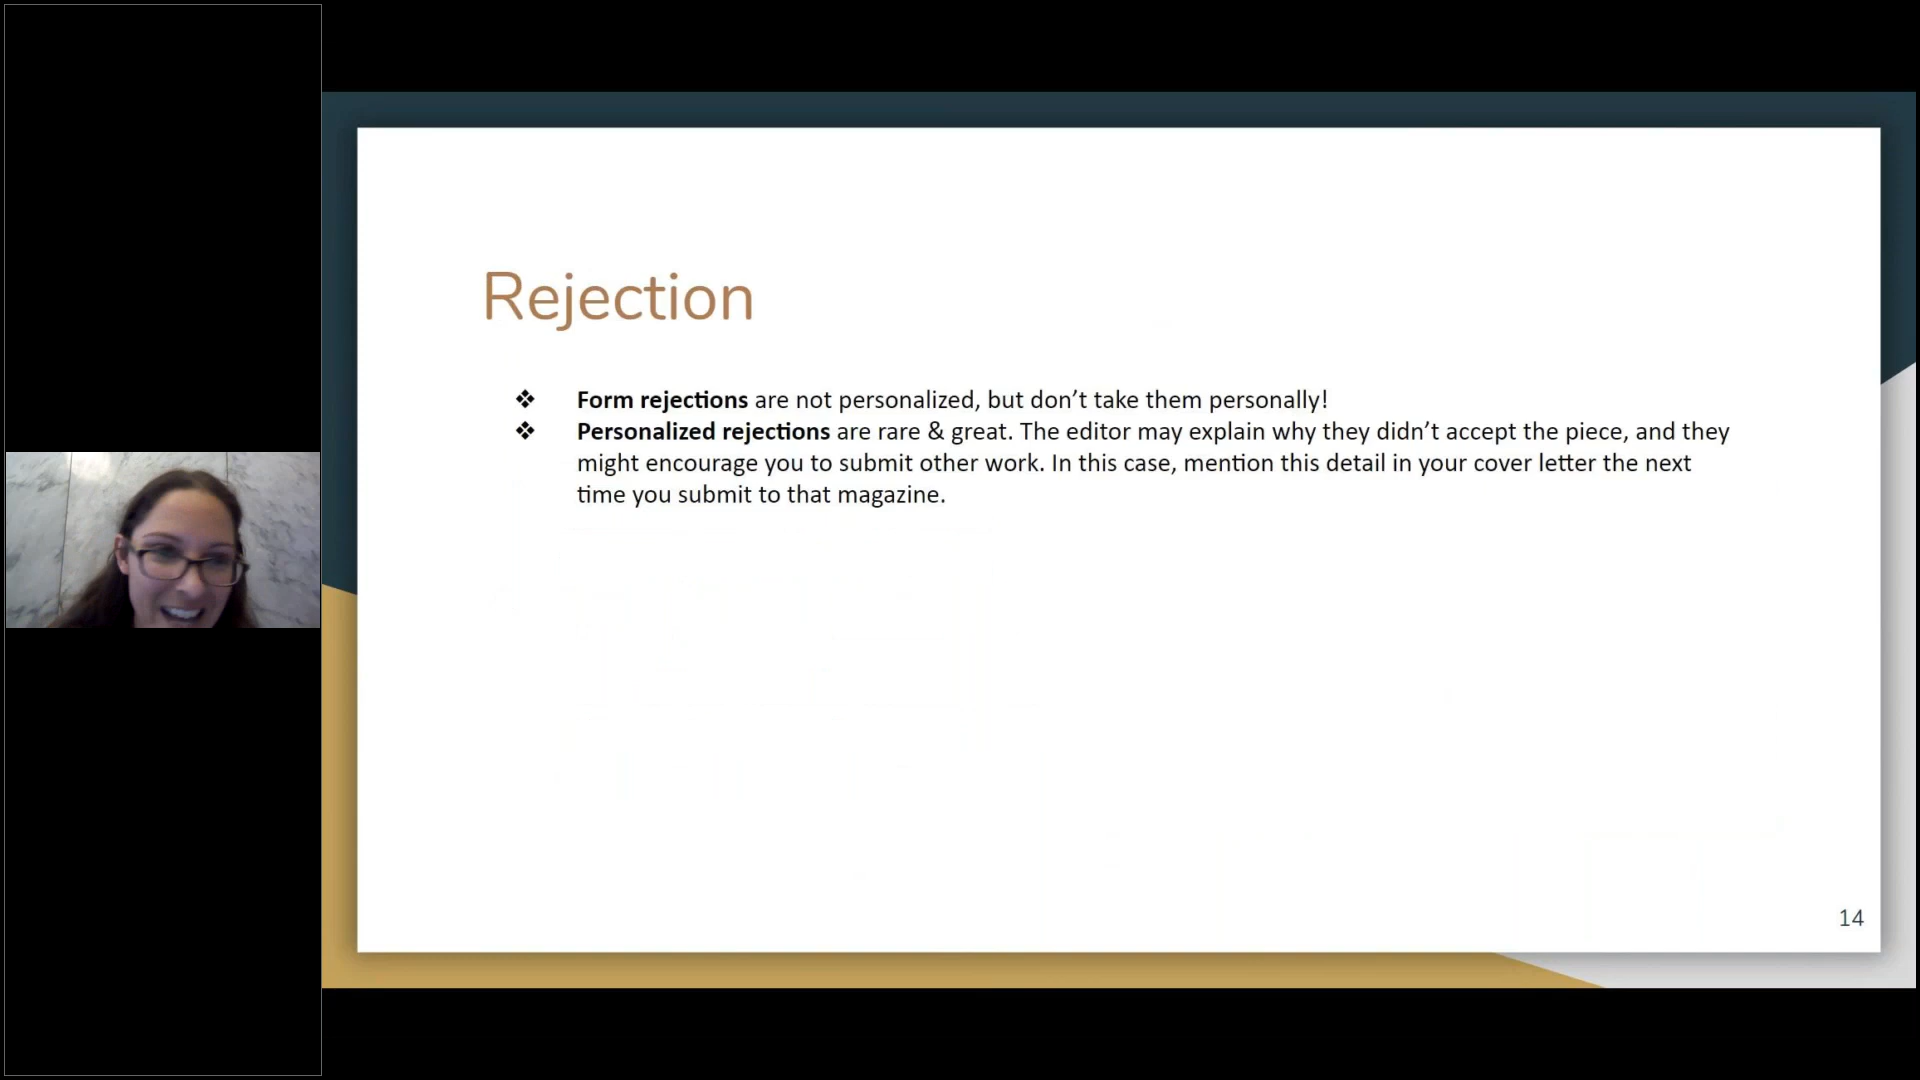 Rejection
❖ Form rejections are not personalized, but don’t take them personally!
❖ Personalized rejections are rare & great. The editor may explain why they didn’t accept the piece, and they
might encourage you to submit other work. In this case, mention this detail in your cover letter the next
time you submit to that magazine.
14